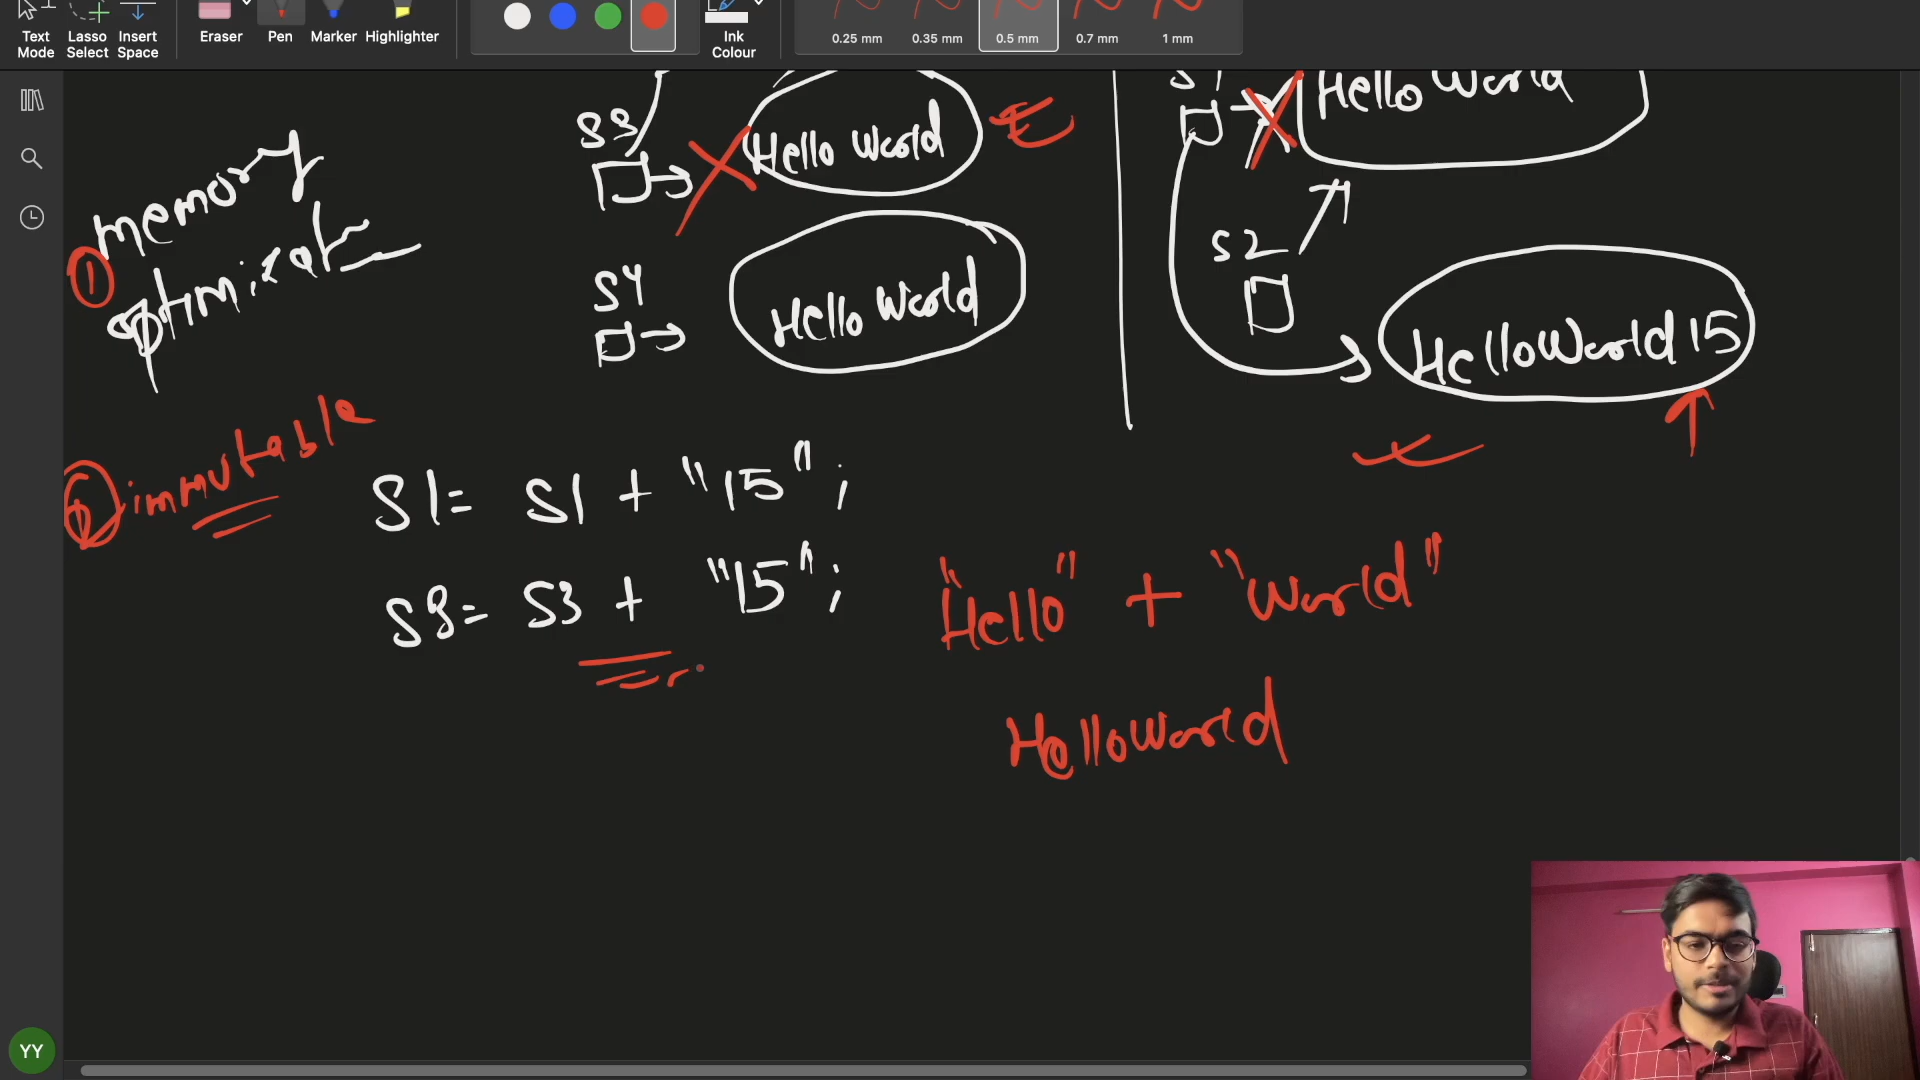 Text Mode
Lasso Select
Insert Space
Eraser
Pen
Marker
Highlighter
Ink Colour
0.25 mm
0.35 mm
0.5 mm
0.7 mm
1 mm
S3
Hello World
S1
Hello World
memory
①
S4
Hello World
S2
HelloWorld 15
immutable
S1 = S1 + "15" ;
S3 = S3 + "15" ;
"Hello" + "World"
HelloWorld
YY